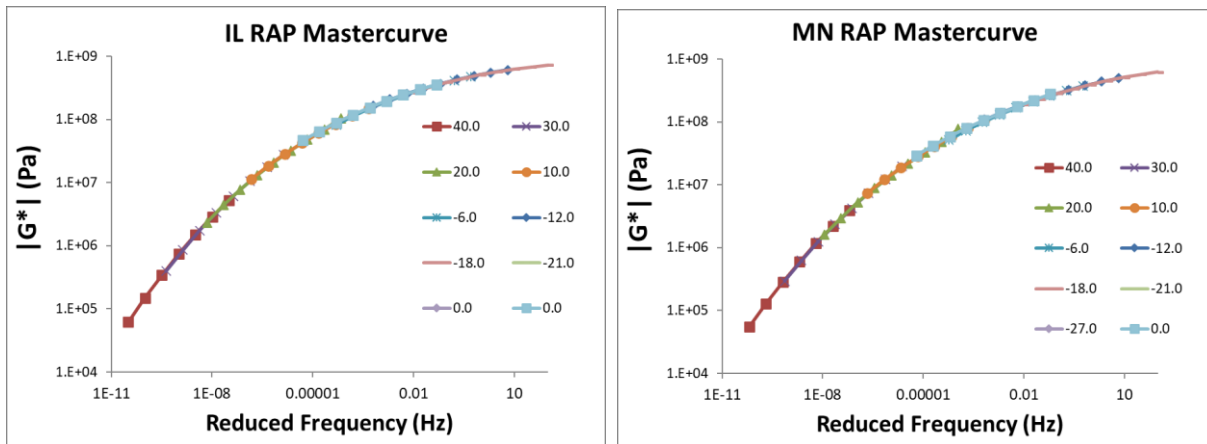 IL RAP Mastercurve
1.E+09
1.E+08
1.E+07
1.E+06
1.E+05
1.E+04
|G*| (Pa)
40.0 30.0
20.0 10.0
-6.0 -12.0
-18.0 -21.0
0.0 0.0
1E-11 1E-08 0.00001 0.01 10
Reduced Frequency (Hz)
MN RAP Mastercurve
1.E+09
1.E+08
1.E+07
1.E+06
1.E+05
1.E+04
|G*| (Pa)
40.0 30.0
20.0 10.0
-6.0 -12.0
-18.0 -21.0
-27.0 0.0
1E-11 1E-08 0.00001 0.01 10
Reduced Frequency (Hz)